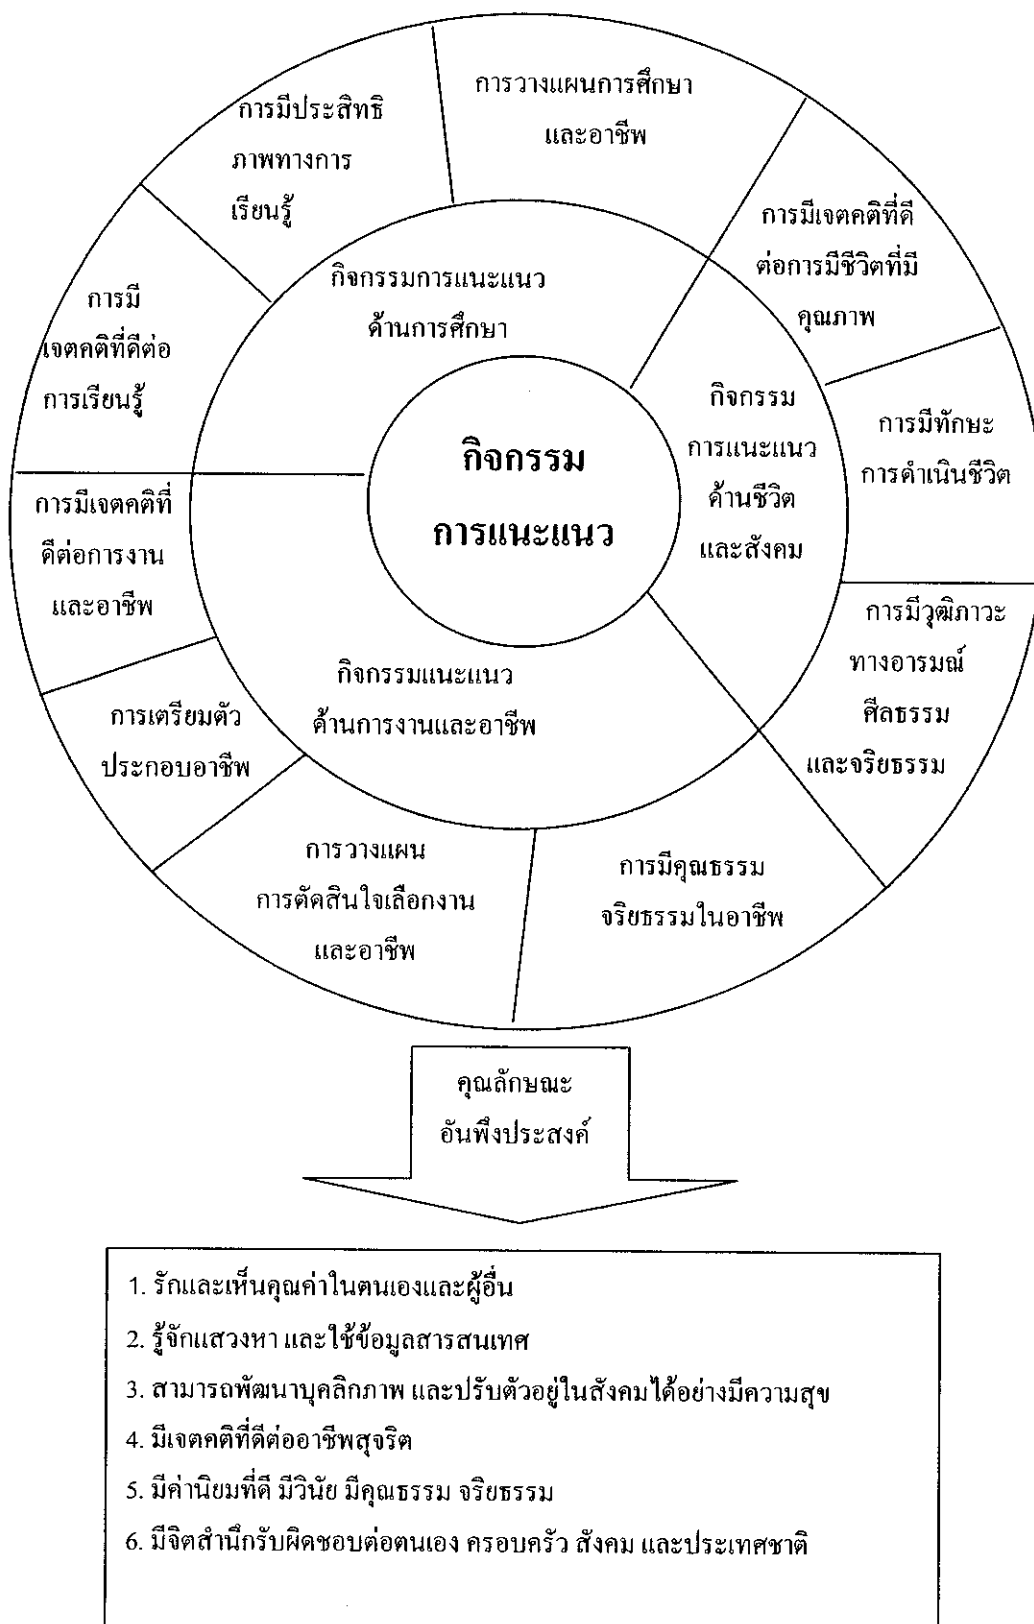 การวางแผนการศึกษา
และอาชีพ
การมีประสิทธิ
ภาพทางการ
เรียนรู้
การมีเจตคติที่ดี
ต่อการมีชีวิตที่มี
คุณภาพ
กิจกรรมการแนะแนว
ด้านการศึกษา
การมี
เจตคติที่ดีต่อ
การเรียนรู้
กิจกรรม
การแนะแนว
ด้านชีวิต
และสังคม
การมีทักษะ
การดำเนินชีวิต
กิจกรรม
การแนะแนว
การมีเจตคติที่
ดีต่อการงาน
และอาชีพ
การมีวุฒิภาวะ
ทางอารมณ์
ศีลธรรม
และจริยธรรม
กิจกรรมแนะแนว
ด้านการงานและอาชีพ
การเตรียมตัว
ประกอบอาชีพ
การวางแผน
การตัดสินใจเลือกงาน
และอาชีพ
การมีคุณธรรม
จริยธรรมในอาชีพ
คุณลักษณะ
อันพึงประสงค์
1. รักและเห็นคุณค่าในตนเองและผู้อื่น
2. รู้จักแสวงหา และใช้ข้อมูลสารสนเทศ
3. สามารถพัฒนาบุคลิกภาพ และปรับตัวอยู่ในสังคมได้อย่างมีความสุข
4. มีเจตคติที่ดีต่ออาชีพสุจริต
5. มีค่านิยมที่ดี มีวินัย มีคุณธรรม จริยธรรม
6. มีจิตสำนึกรับผิดชอบต่อตนเอง ครอบครัว สังคม และประเทศชาติ